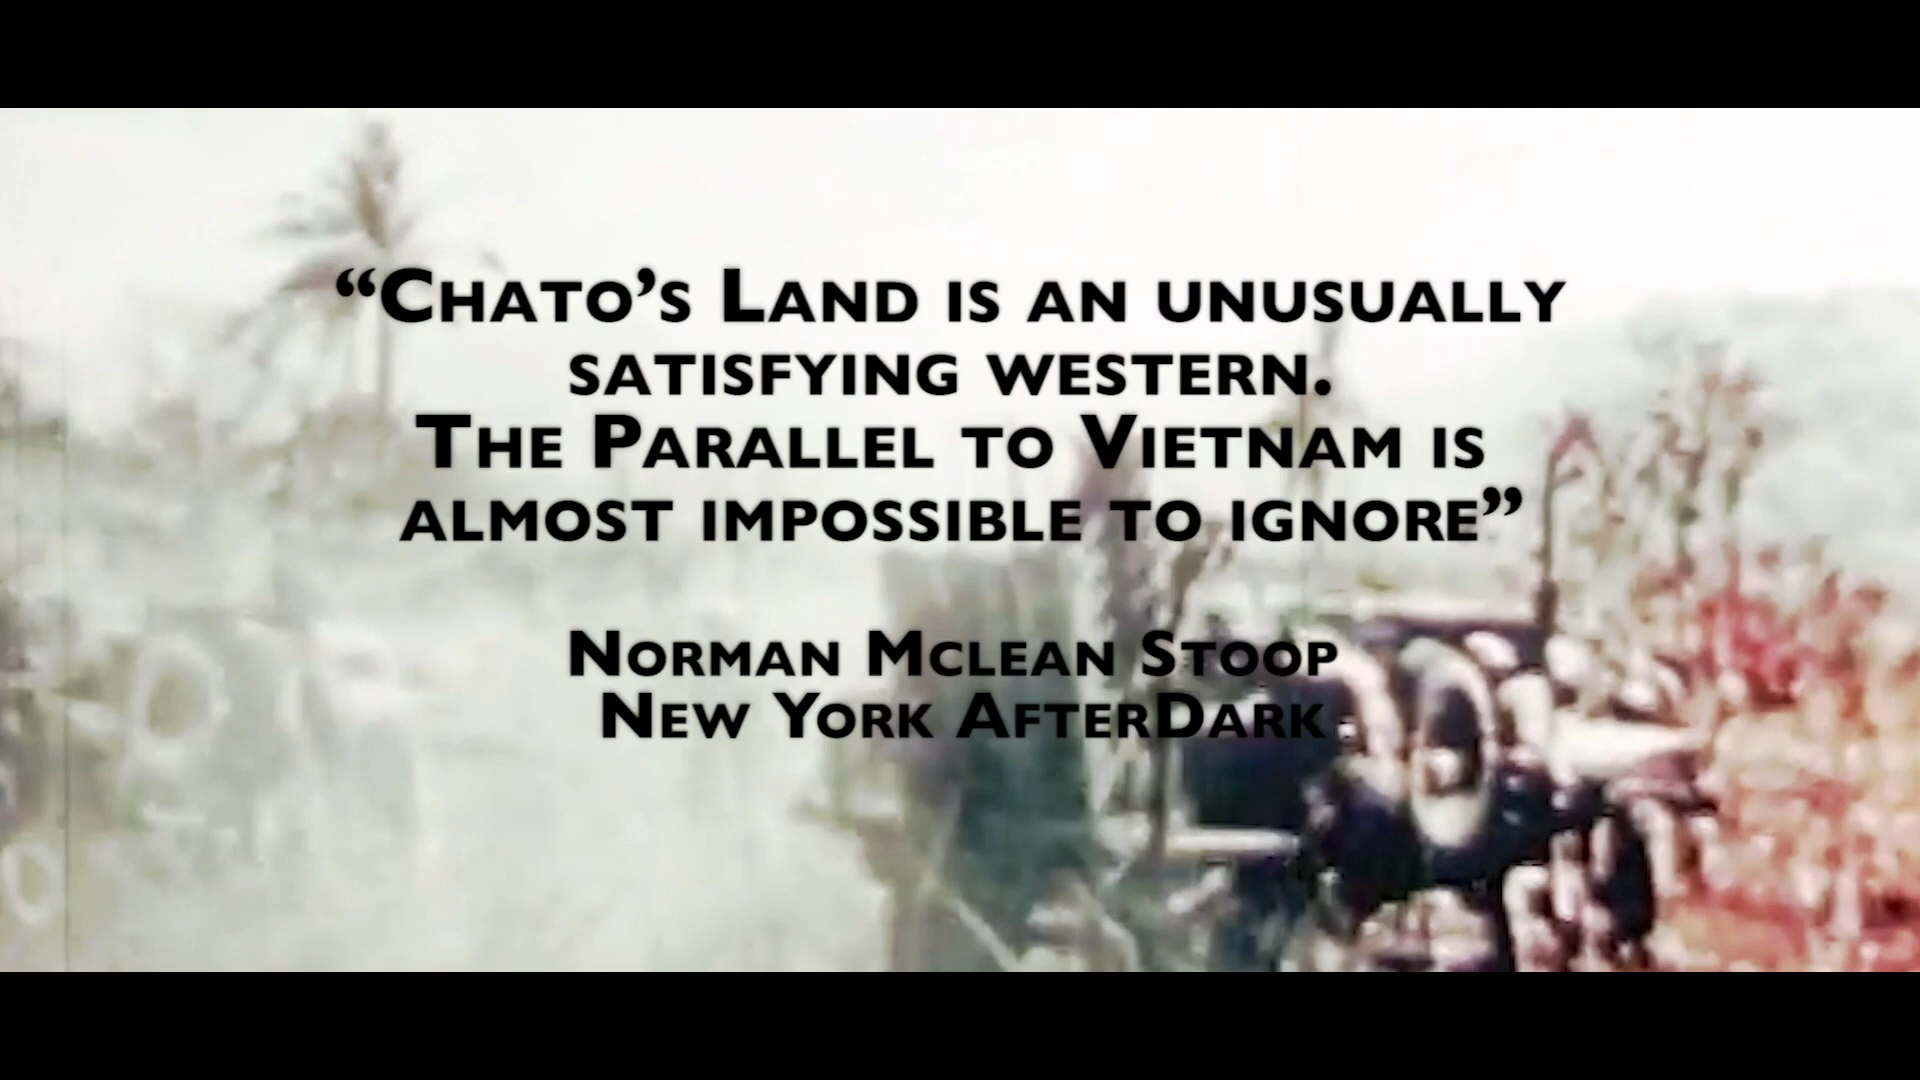 “Chato’s Land is an unusually
satisfying western.
The Parallel to Vietnam is
almost impossible to ignore”
Norman Mclean Stoop
New York AfterDark